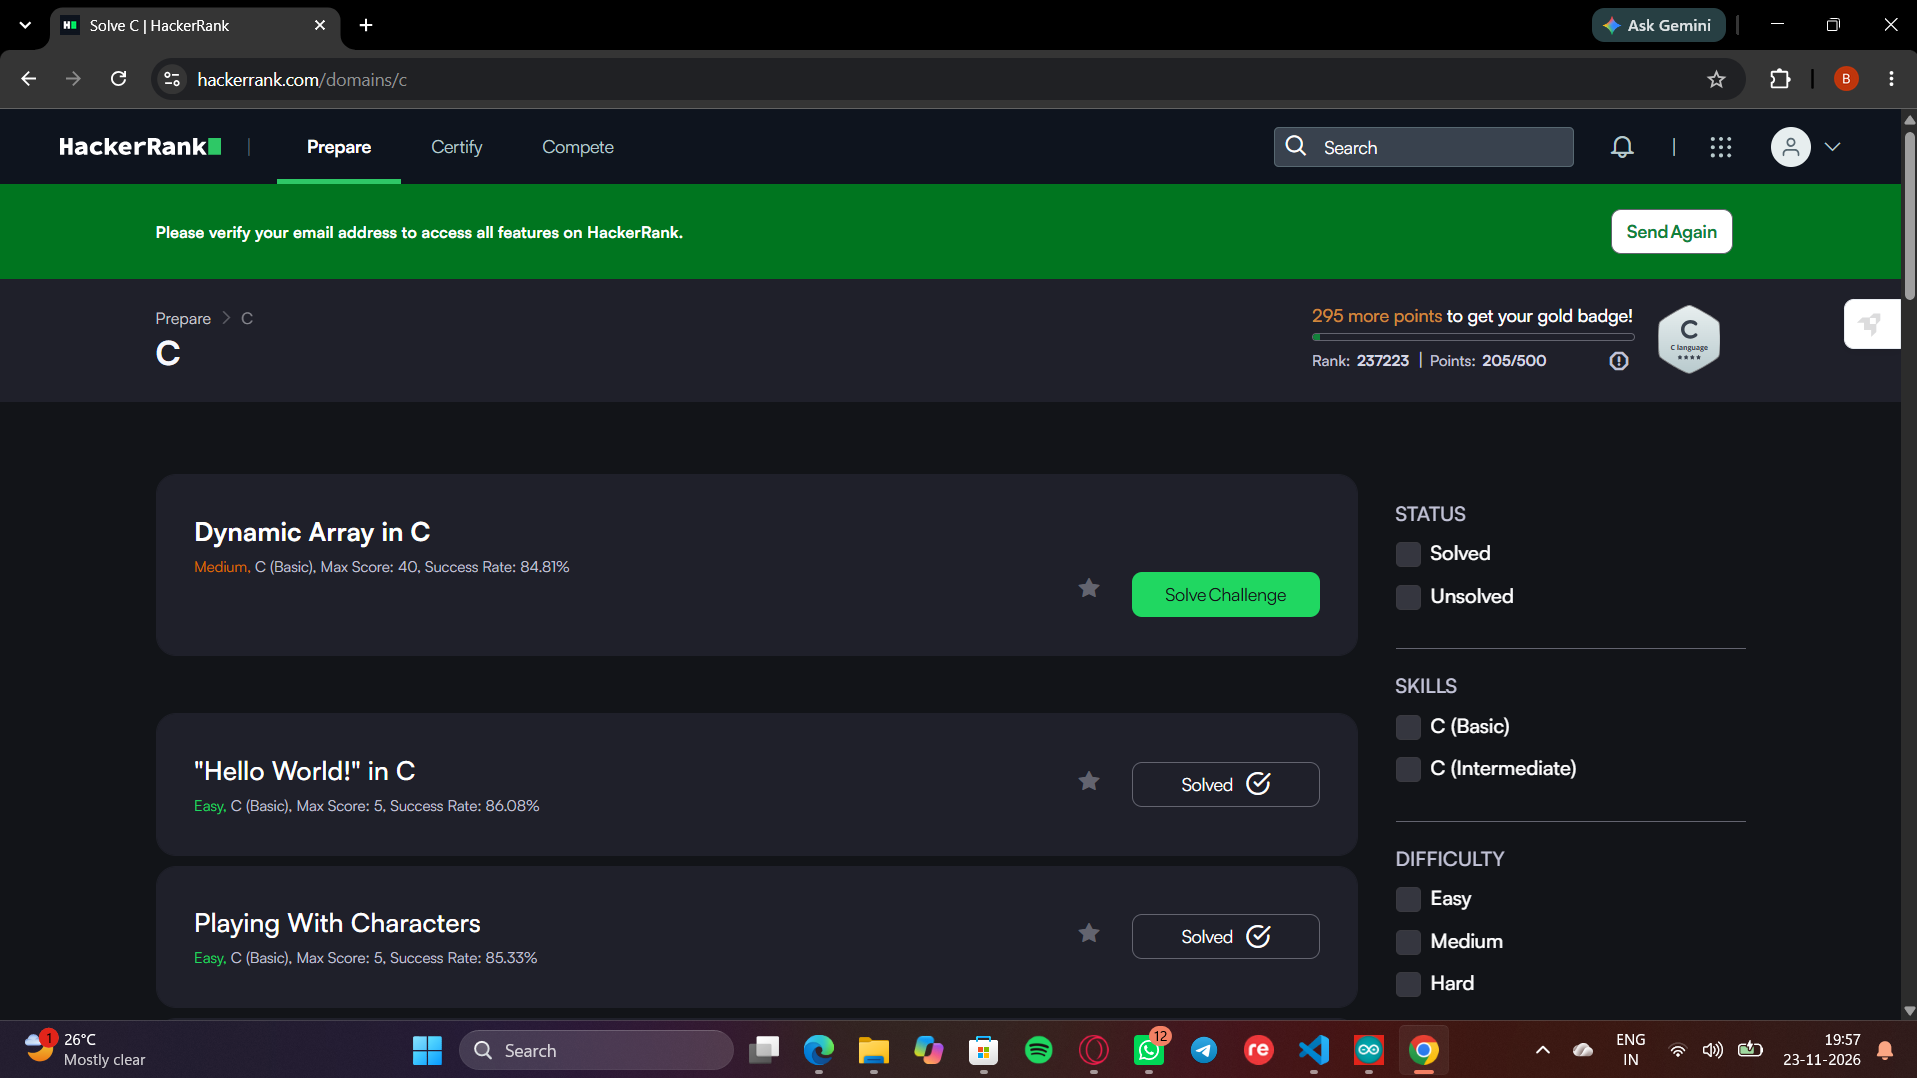 Solve C | HackerRank
Ask Gemini
hackerrank.com/domains/c
B
HackerRank
Prepare
Certify
Compete
Search
Please verify your email address to access all features on HackerRank.
Send Again
Prepare > C
C
295 more points to get your gold badge!
Rank: 237223 | Points: 205/500
C
C language
Dynamic Array in C
Medium, C (Basic), Max Score: 40, Success Rate: 84.81%
Solve Challenge
"Hello World!" in C
Easy, C (Basic), Max Score: 5, Success Rate: 86.08%
Solved
Playing With Characters
Easy, C (Basic), Max Score: 5, Success Rate: 85.33%
Solved
STATUS
Solved
Unsolved
SKILLS
C (Basic)
C (Intermediate)
DIFFICULTY
Easy
Medium
Hard
1
26°C
Mostly clear
Search
12
re
ENG
IN
19:57
23-11-2026